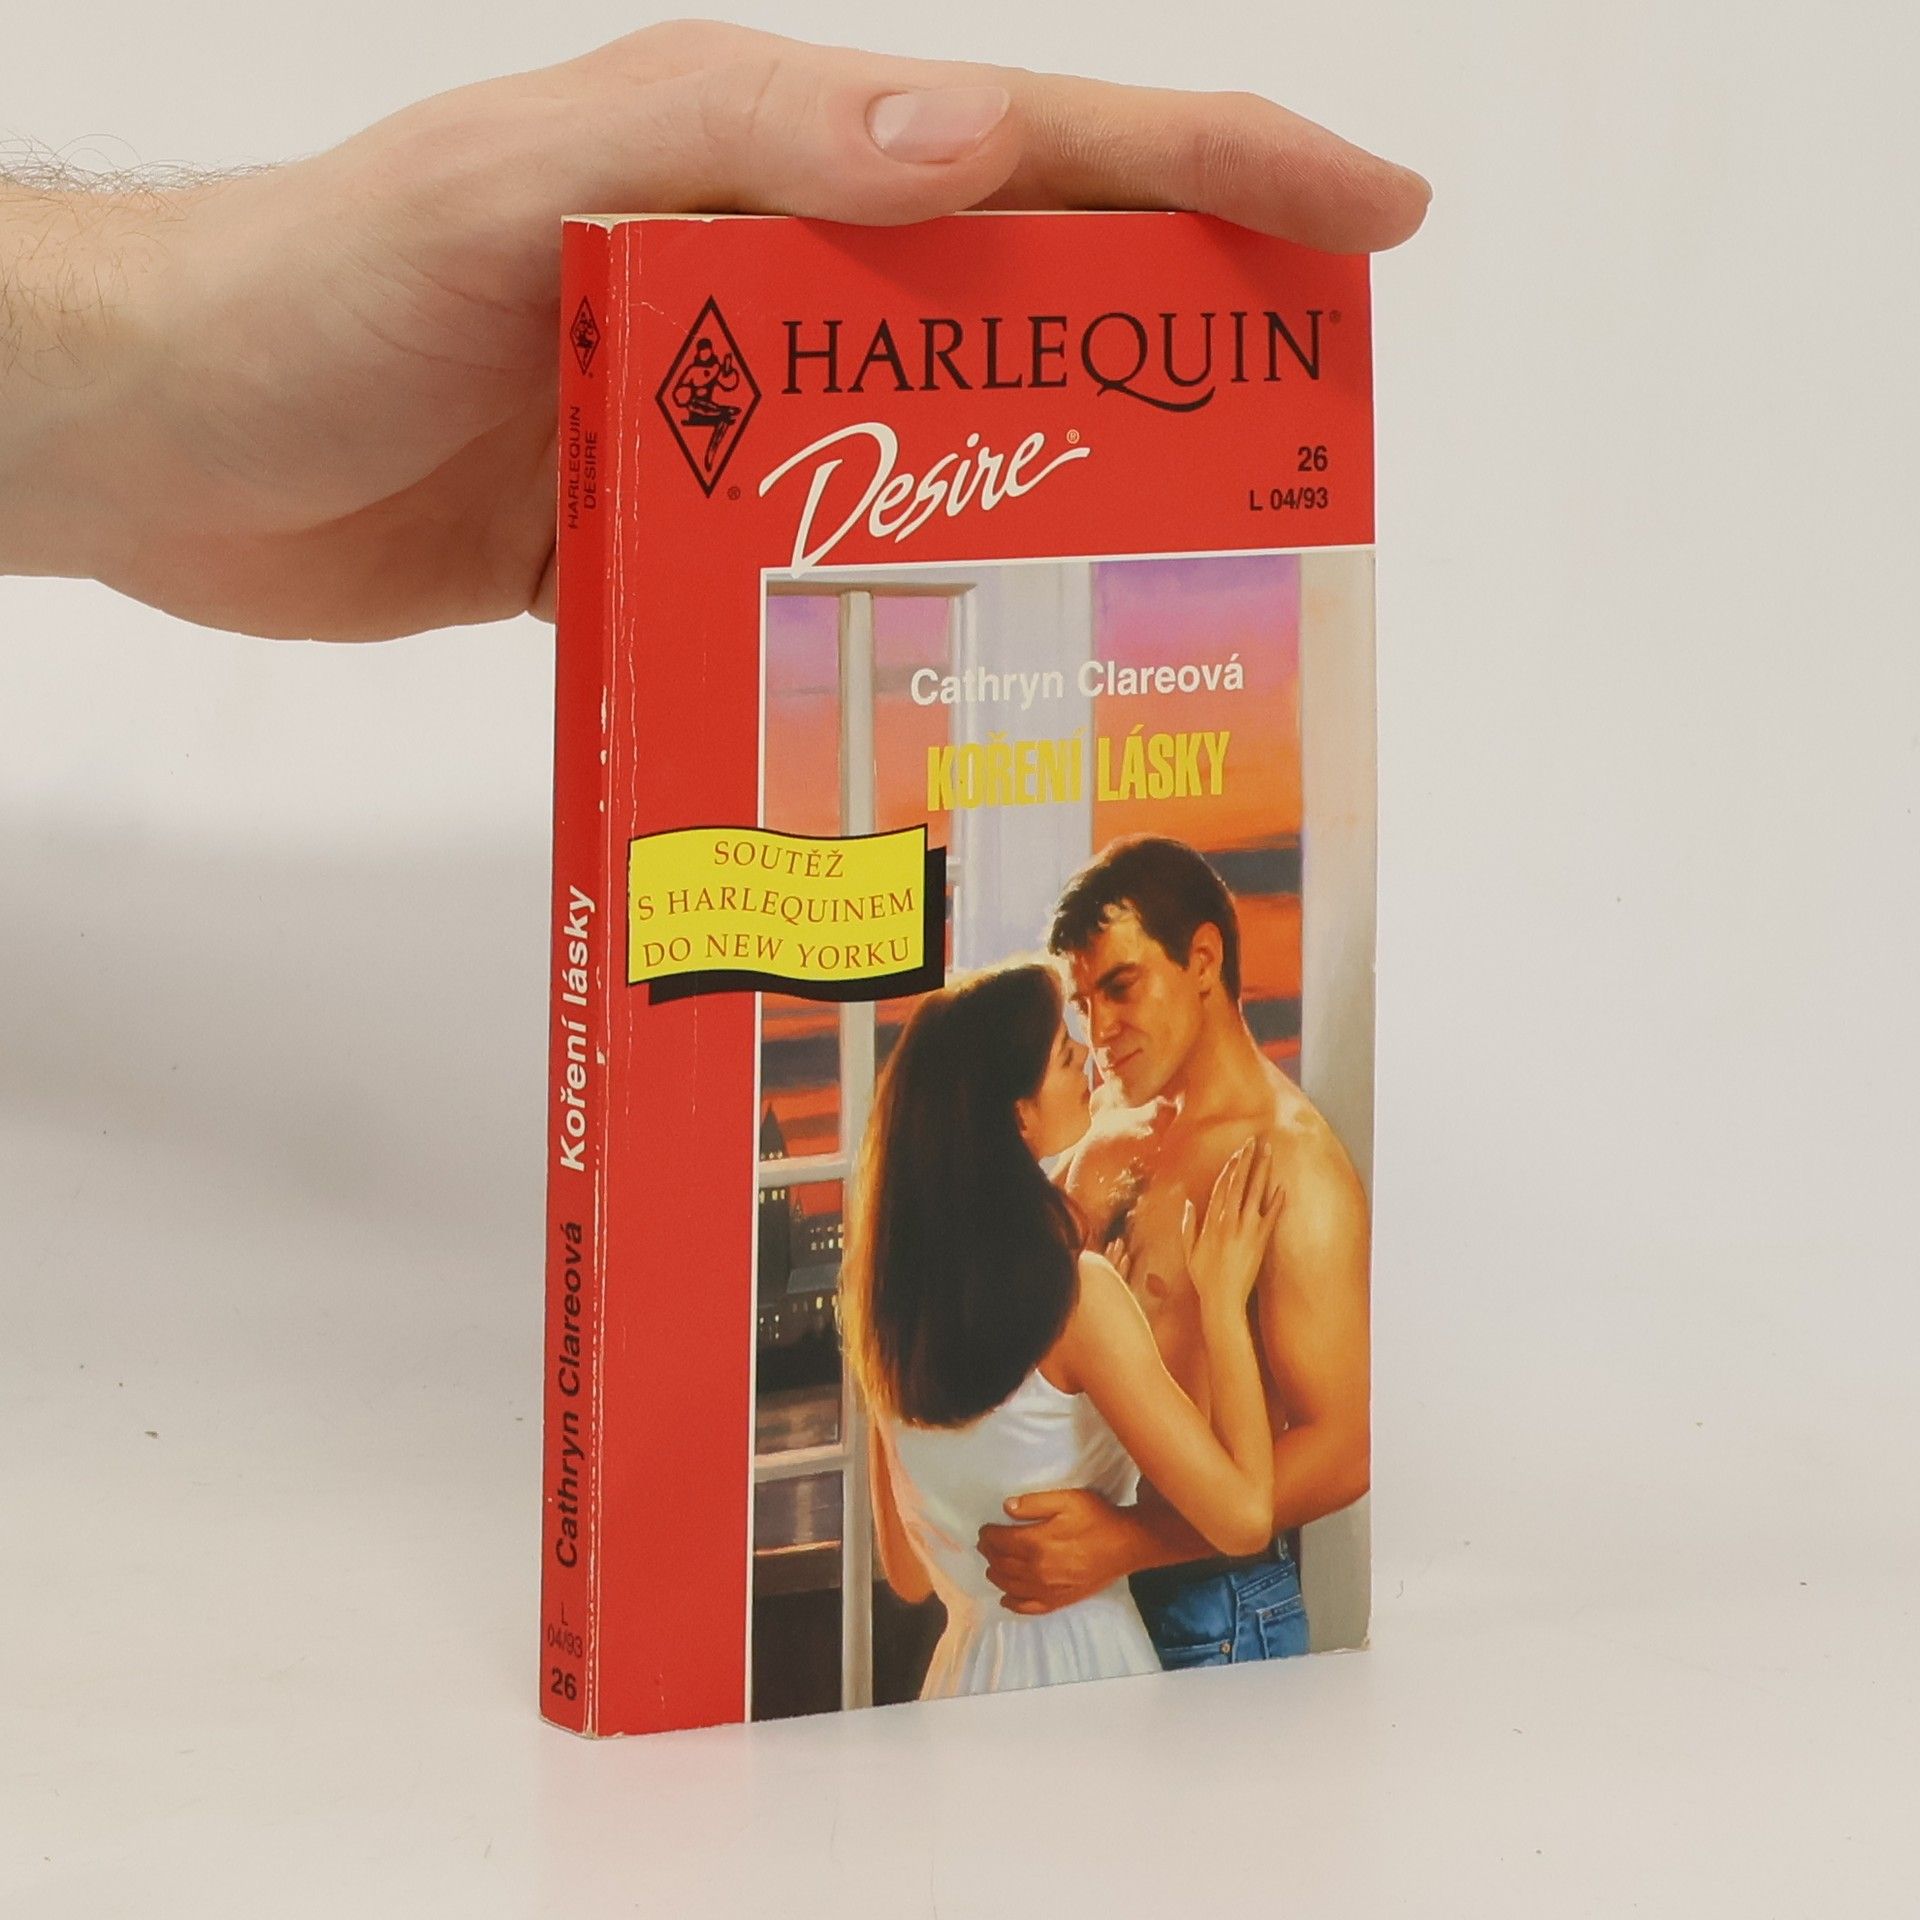 HARLEQUIN®
Desire®
26
L 04/93
Cathryn Clareová
KOŘENÍ LÁSKY
SOUTĚŽ
S HARLEQUINEM
DO NEW YORKU
HARLEQUIN
DESIRE
Koření lásky
Cathryn Clareová
L
04/93
26